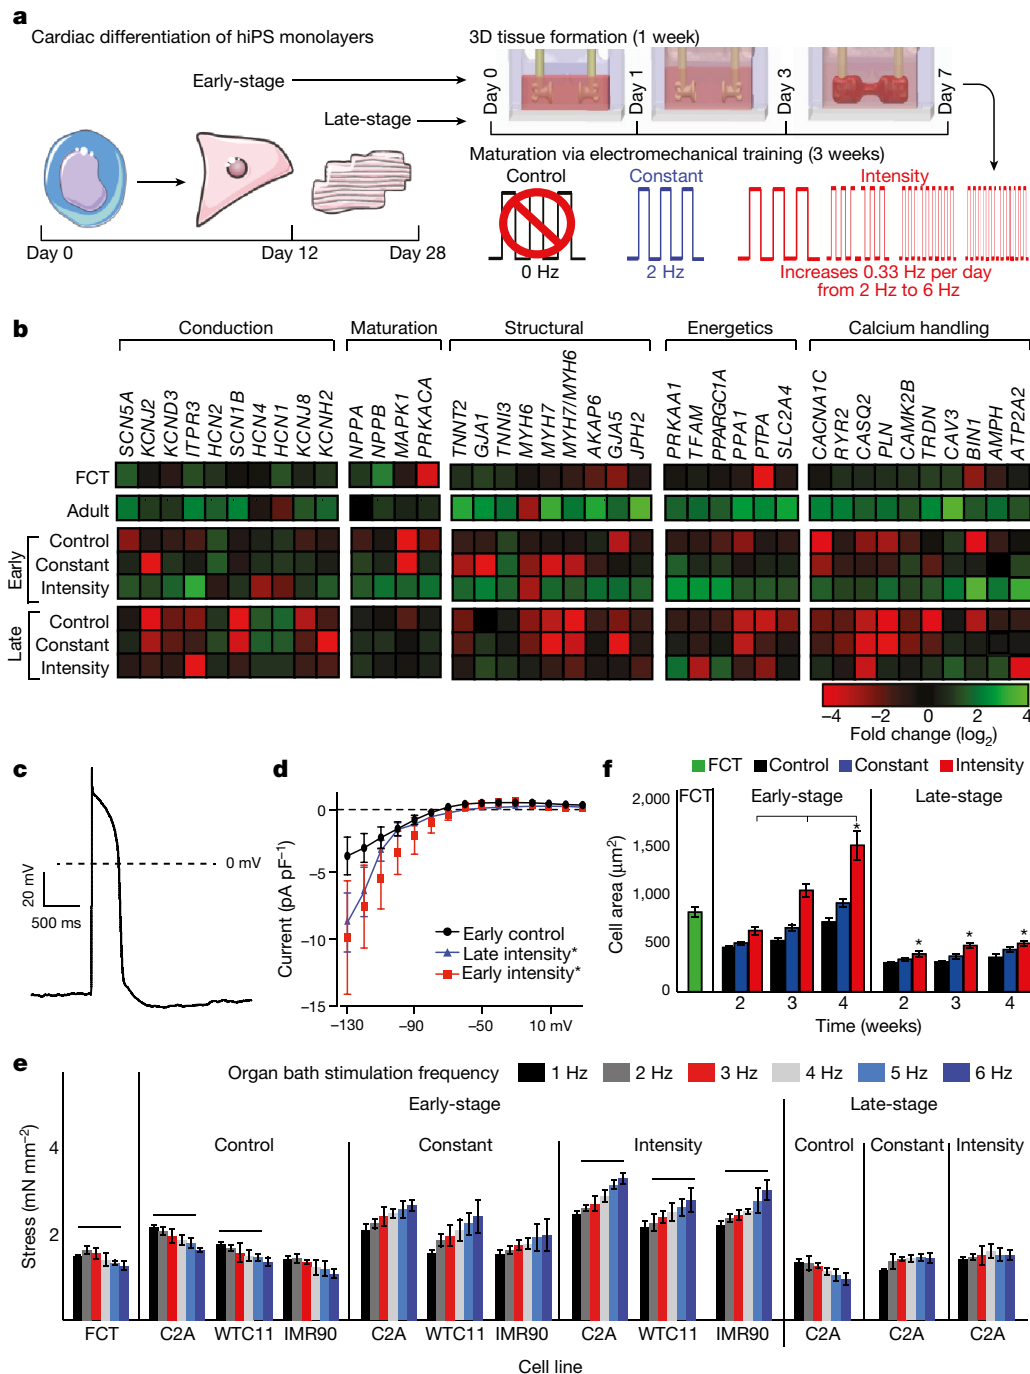 a
Cardiac differentiation of hiPS monolayers
3D tissue formation (1 week)
Early-stage
Late-stage
Day 0
Day 1
Day 3
Day 7
Maturation via electromechanical training (3 weeks)
Control
Constant
Intensity
Day 0
Day 12
Day 28
0 Hz
2 Hz
Increases 0.33 Hz per day
from 2 Hz to 6 Hz
b
Conduction
Maturation
Structural
Energetics
Calcium handling
SCN5A
KCNJ2
KCND3
ITPR3
HCN2
SCN1B
HCN4
HCN1
KCNJ8
KCNH2
NPPA
NPPB
MAPK1
PRKACA
TNNT2
GJA1
TNNI3
MYH6
MYH7
MYH7/MYH6
AKAP6
GJA5
JPH2
PRKAA1
TFAM
PPARGC1A
PPA1
PTPA
SLC2A4
CACNA1C
RYR2
CASQ2
PLN
CAMK2B
TRDN
CAV3
BIN1
AMPH
ATP2A2
FCT
Adult
Early
Control
Constant
Intensity
Late
Control
Constant
Intensity
−4 −2 0 2 4
Fold change (log2)
c
0 mV
20 mV
500 ms
d
Current (pA pF−1)
0
−5
−10
−15
−130 −90 −50 10 mV
Early control
Late intensity*
Early intensity*
f
FCT Control Constant Intensity
FCT Early-stage Late-stage
Cell area (μm2)
2,000
1,500
1,000
500
0
* * * *
2 3 4 2 3 4
Time (weeks)
e
Organ bath stimulation frequency 1 Hz 2 Hz 3 Hz 4 Hz 5 Hz 6 Hz
Early-stage Late-stage
Control Constant Intensity Control Constant Intensity
Stress (mN mm−2)
4
2
FCT C2A WTC11 IMR90 C2A WTC11 IMR90 C2A WTC11 IMR90 C2A C2A C2A
Cell line